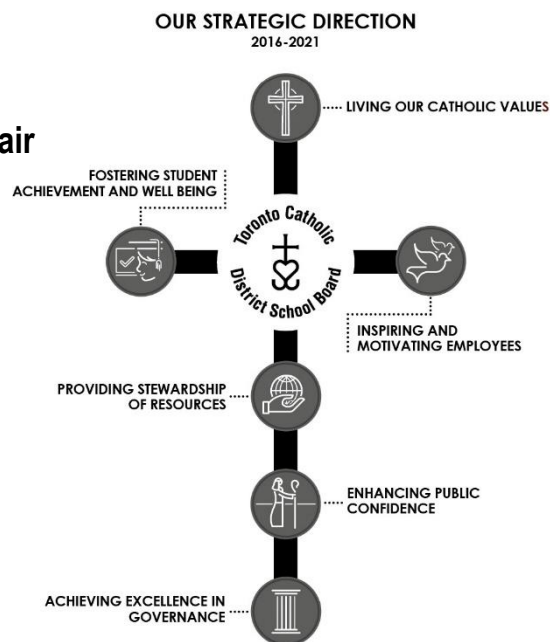 OUR STRATEGIC DIRECTION
2016-2021
LIVING OUR CATHOLIC VALUES
air
FOSTERING STUDENT
ACHIEVEMENT AND WELL BEING
Toronto Catholic
District School Board
INSPIRING AND
MOTIVATING EMPLOYEES
PROVIDING STEWARDSHIP
OF RESOURCES
ENHANCING PUBLIC
CONFIDENCE
ACHIEVING EXCELLENCE IN
GOVERNANCE